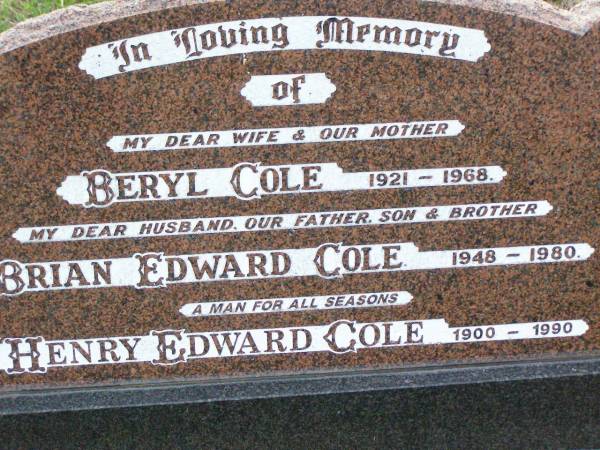 In Loving Memory
of
MY DEAR WIFE & OUR MOTHER
BERYL COLE 1921 - 1968.
MY DEAR HUSBAND, OUR FATHER, SON & BROTHER
BRIAN EDWARD COLE 1948 - 1980.
A MAN FOR ALL SEASONS
HENRY EDWARD COLE 1900 - 1990